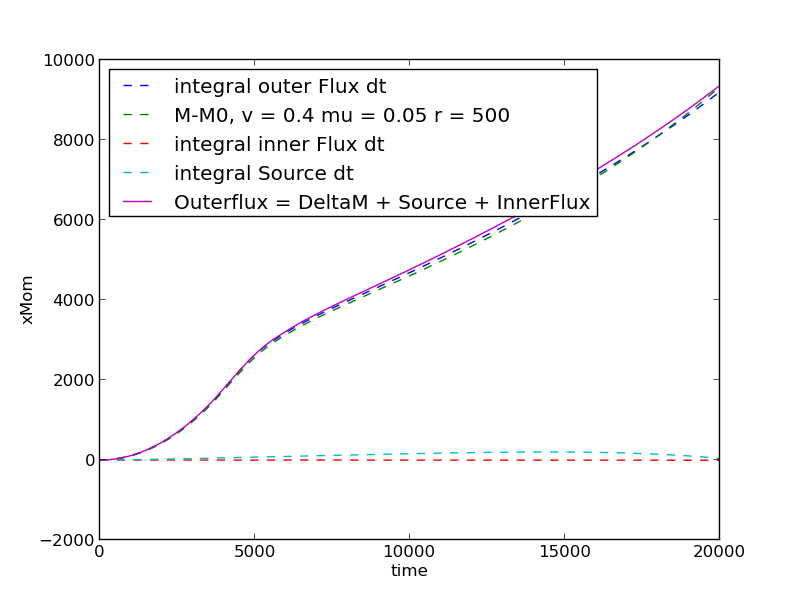 10000
8000
6000
4000
2000
0
−2000
xMom
integral outer Flux dt
M-M0, v = 0.4 mu = 0.05 r = 500
integral inner Flux dt
integral Source dt
Outerflux = DeltaM + Source + InnerFlux
0 5000 10000 15000 20000
time